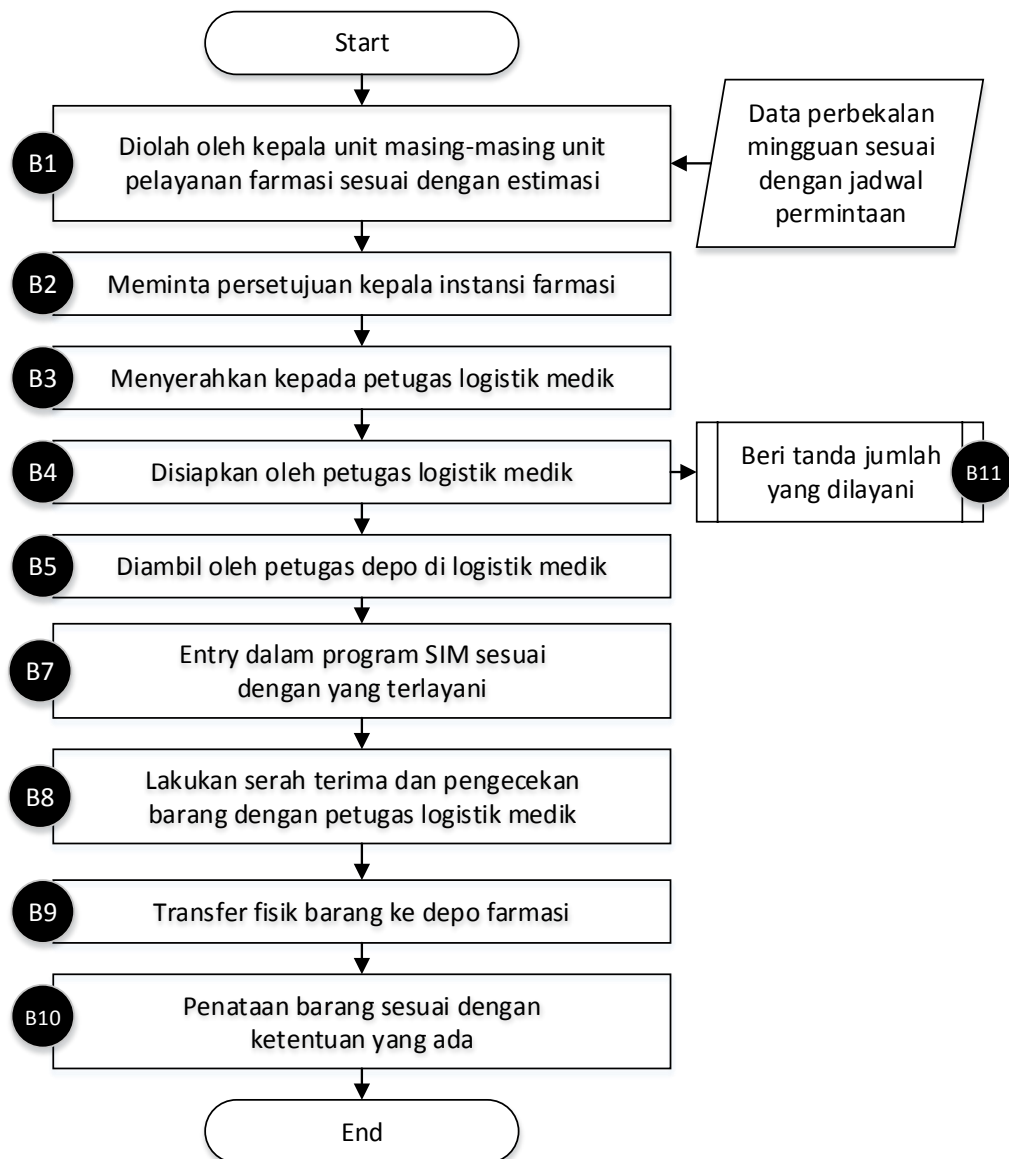 Start
B1
Diolah oleh kepala unit masing-masing unit
pelayanan farmasi sesuai dengan estimasi
Data perbekalan
mingguan sesuai
dengan jadwal
permintaan
B2
Meminta persetujuan kepala instansi farmasi
B3
Menyerahkan kepada petugas logistik medik
B4
Disiapkan oleh petugas logistik medik
Beri tanda jumlah
yang dilayani
B11
B5
Diambil oleh petugas depo di logistik medik
B7
Entry dalam program SIM sesuai
dengan yang terlayani
B8
Lakukan serah terima dan pengecekan
barang dengan petugas logistik medik
B9
Transfer fisik barang ke depo farmasi
B10
Penataan barang sesuai dengan
ketentuan yang ada
End